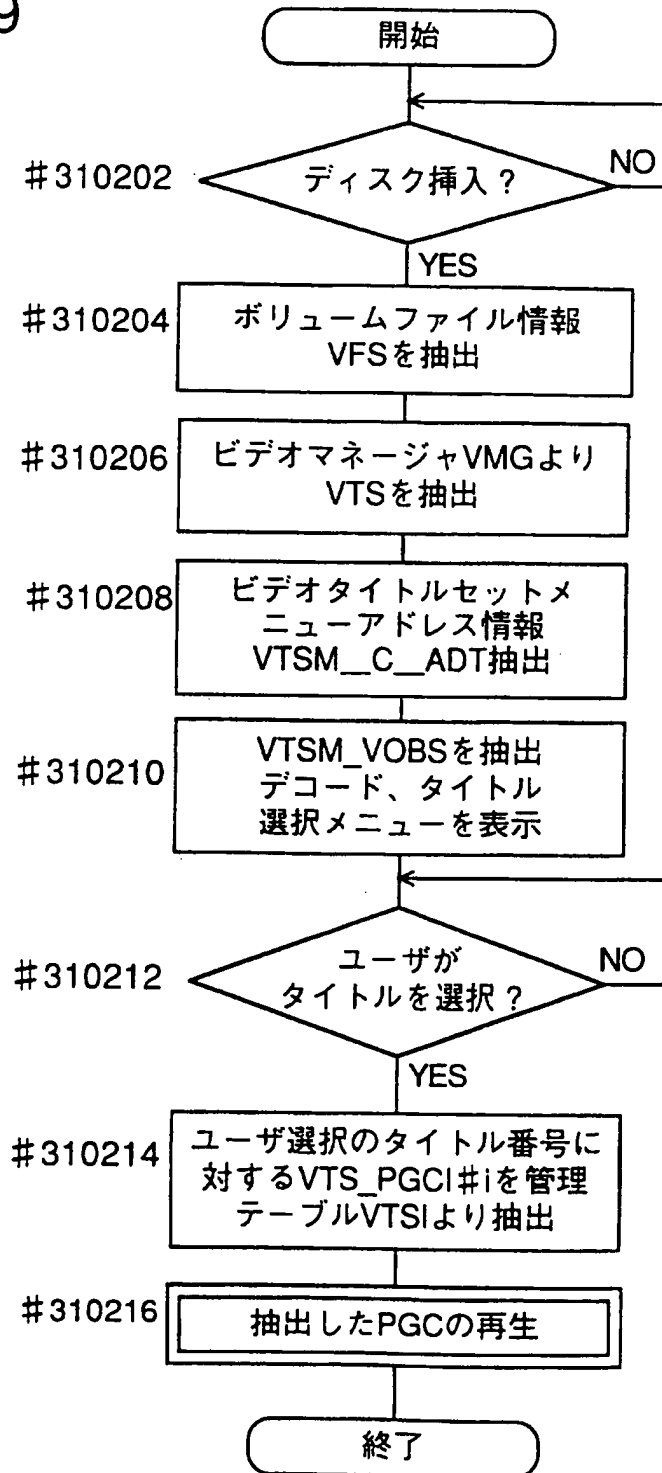 9
開始
#310202
ディスク挿入?
NO
YES
#310204
ボリュームファイル情報
VFSを抽出
#310206
ビデオマネージャVMGより
VTSを抽出
#310208
ビデオタイトルセットメ
ニューアドレス情報
VTSM__C__ADT抽出
#310210
VTSM_VOBSを抽出
デコード、タイトル
選択メニューを表示
#310212
ユーザが
タイトルを選択?
NO
YES
#310214
ユーザ選択のタイトル番号に
対するVTS_PGCI#iを管理
テーブルVTSIより抽出
#310216
抽出したPGCの再生
終了